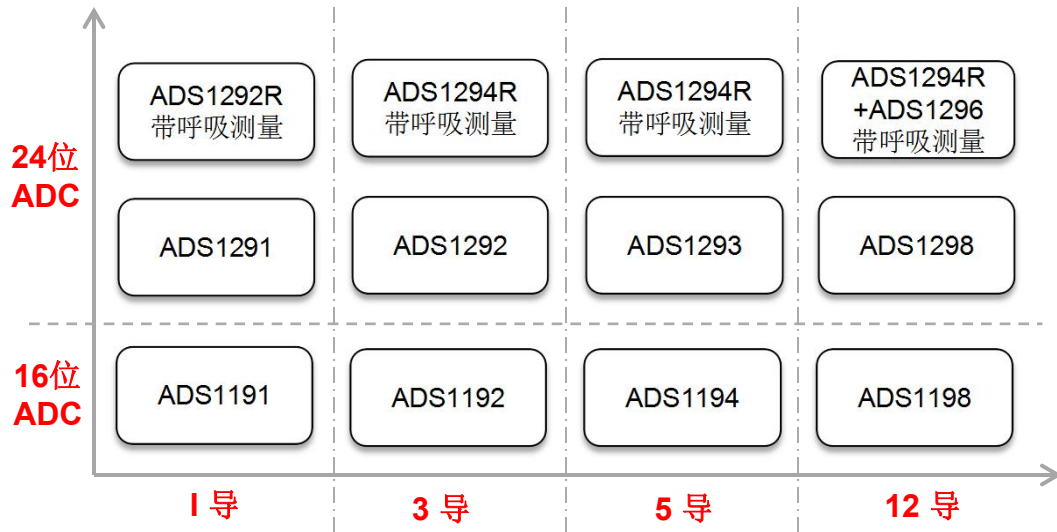 24位
ADC
ADS1292R
带呼吸测量
ADS1294R
带呼吸测量
ADS1294R
带呼吸测量
ADS1294R
+ADS1296
带呼吸测量
ADS1291
ADS1292
ADS1293
ADS1298
16位
ADC
ADS1191
ADS1192
ADS1194
ADS1198
I 导
3 导
5 导
12 导